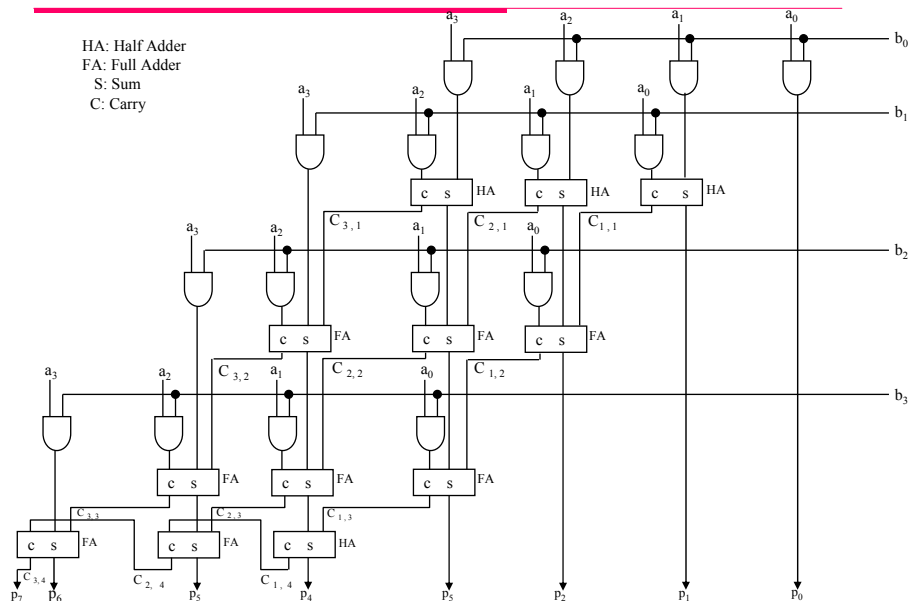 a3 a2 a1 a0
b0
HA: Half Adder
FA: Full Adder
S: Sum
C: Carry
a3 a2 a1 a0
b1
c s HA c s HA c s HA
C3,1 C2,1 C1,1
a3 a2 a1 a0
b2
c s FA c s FA c s FA
C3,2 C2,2 C1,2
a3 a2 a1 a0
b3
c s FA c s FA c s FA
C3,3 C2,3 C1,3
c s FA c s FA c s HA
C3,4 C2, 4 C1, 4
p7 p6 p5 p4 p5 p2 p1 p0